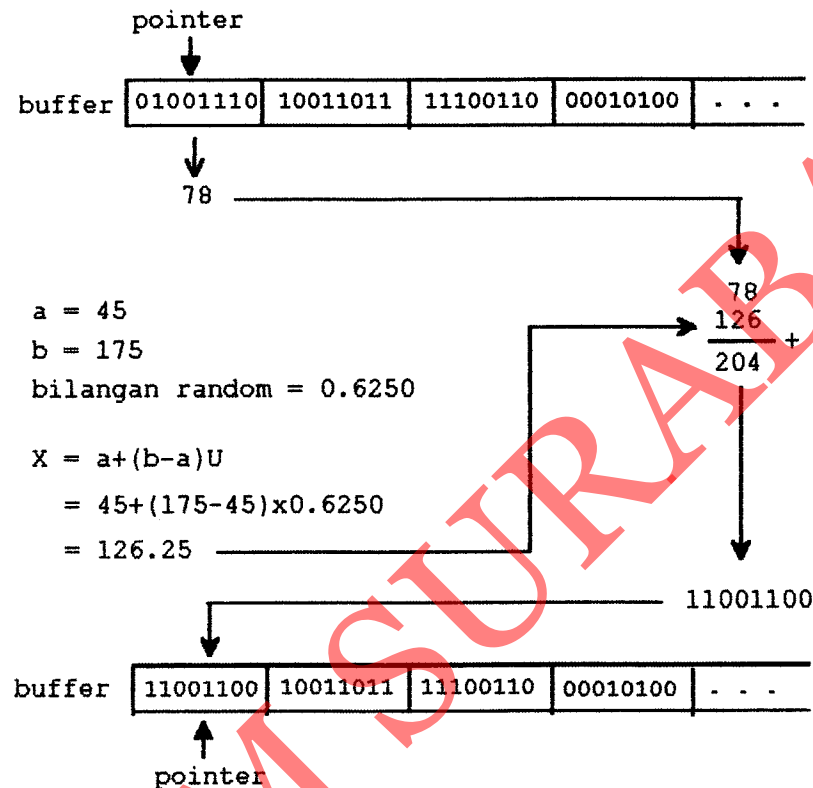 pointer
buffer 01001110 10011011 11100110 00010100 . . .
78
78
a = 45
126
b = 175
+
204
bilangan random = 0.6250
X = a+(b-a)U
= 45+(175-45)x0.6250
= 126.25
11001100
buffer 11001100 10011011 11100110 00010100 . . .
pointer
M SURAB